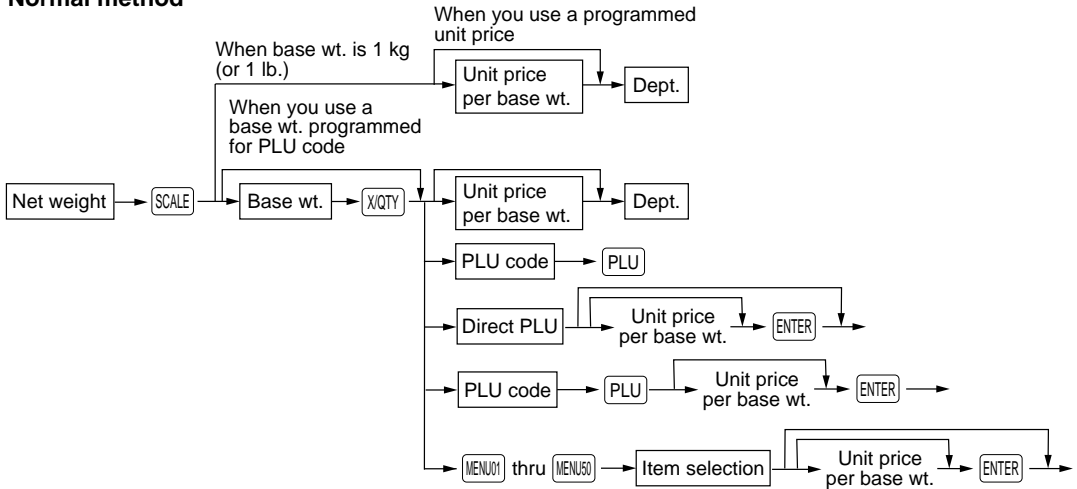 Normal method
When you use a programmed
unit price
When base wt. is 1 kg
(or 1 lb.)
Unit price
per base wt.
Dept.
When you use a
base wt. programmed
for PLU code
Net weight
SCALE
Base wt.
X/QTY
Unit price
per base wt.
Dept.
PLU code
PLU
Direct PLU
Unit price
per base wt.
ENTER
PLU code
PLU
Unit price
per base wt.
ENTER
MENU01 thru MENU50
Item selection
Unit price
per base wt.
ENTER